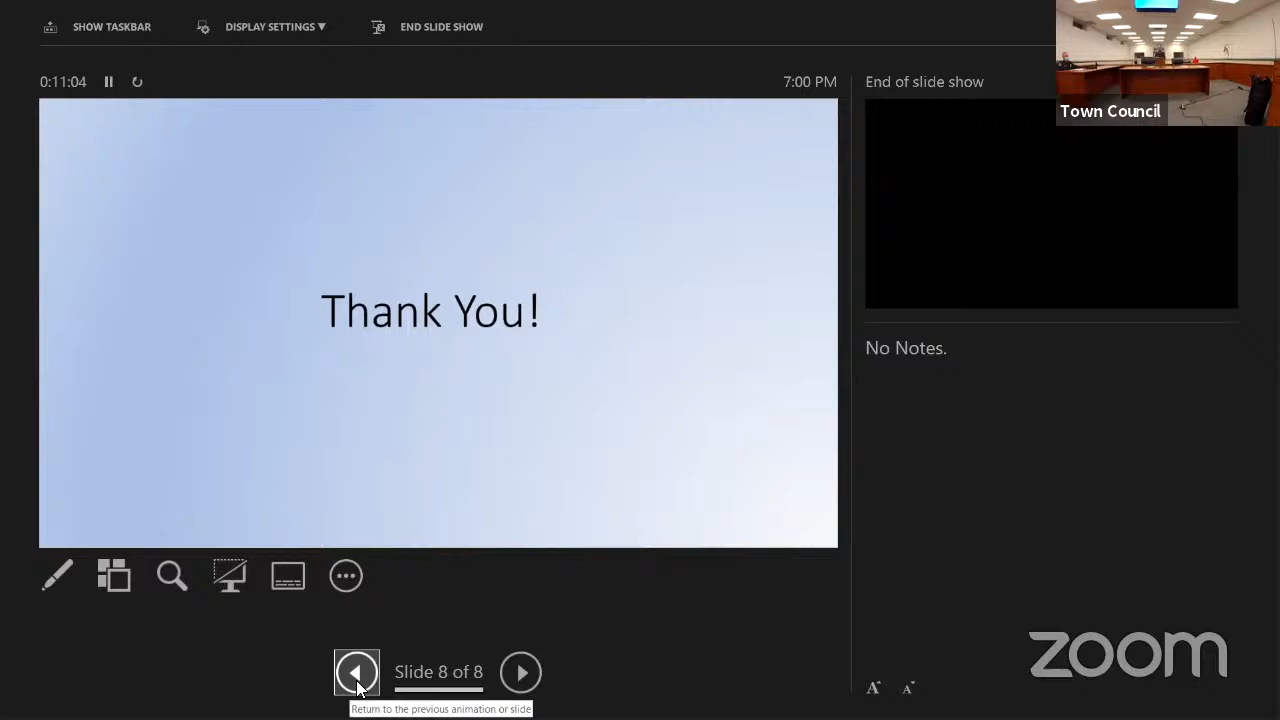 SHOW TASKBAR
DISPLAY SETTINGS ▼
END SLIDE SHOW
0:11:04
7:00 PM
End of slide show
Town Council
Thank You!
No Notes.
Slide 8 of 8
Return to the previous animation or slide
A A
zoom